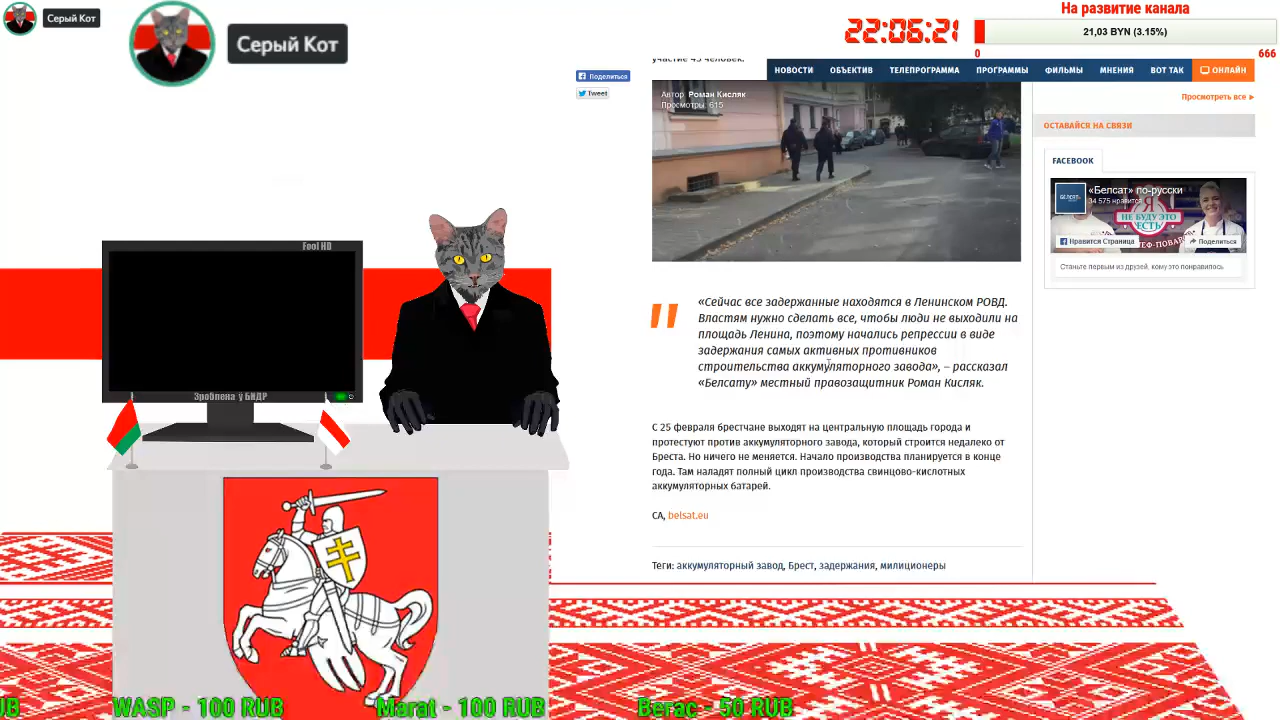 Серый Кот
Серый Кот
22:06:21
На развитие канала
21,03 BYN (3.15%)
0
666
Поделиться
Tweet
НОВОСТИ ОБЪЕКТИВ ТЕЛЕПРОГРАММА ПРОГРАММЫ ФИЛЬМЫ МНЕНИЯ ВОТ ТАК ОНЛАЙН
Автор: Роман Кисляк
Просмотры: 615
Просмотреть все
ОСТАВАЙСЯ НА СВЯЗИ
FACEBOOK
«Белсат» по-русски
34 575 нравится
Я
НЕ БУДУ ЭТО
ЕСТЬ!
ШЕФ-ПОВАР
Нравится Страница
Поделиться
Станьте первым из друзей, кому это понравилось
Fool HD
Зроблена ў БНДР
«Сейчас все задержанные находятся в Ленинском РОВД.
Властям нужно сделать все, чтобы люди не выходили на
площадь Ленина, поэтому начались репрессии в виде
задержания самых активных противников
строительства аккумуляторного завода», – рассказал
«Белсату» местный правозащитник Роман Кисляк.
С 25 февраля брестчане выходят на центральную площадь города и
протестуют против аккумуляторного завода, который строится недалеко от
Бреста. Но ничего не меняется. Начало производства планируется в конце
года. Там наладят полный цикл производства свинцово-кислотных
аккумуляторных батарей.
СА, belsat.eu
Теги: аккумуляторный завод, Брест, задержания, милиционеры
UB WASP - 100 RUB Marat - 100 RUB Вегас - 50 RUB